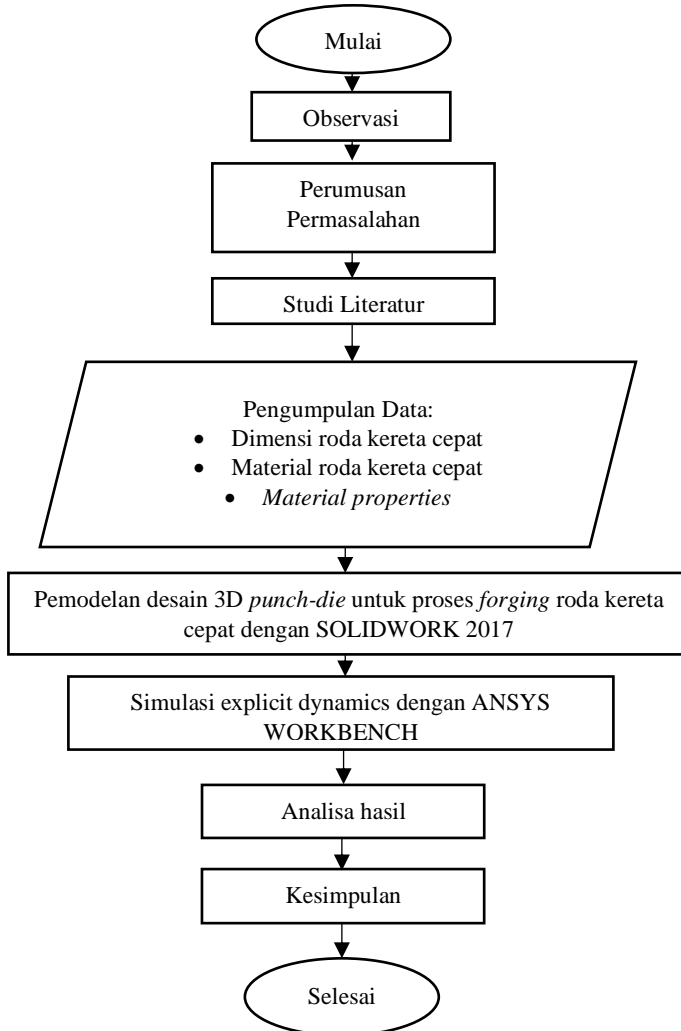 Mulai
Observasi
Perumusan
Permasalahan
Studi Literatur
Pengumpulan Data:
• Dimensi roda kereta cepat
• Material roda kereta cepat
• Material properties
Pemodelan desain 3D punch-die untuk proses forging roda kereta
cepat dengan SOLIDWORK 2017
Simulasi explicit dynamics dengan ANSYS
WORKBENCH
Analisa hasil
Kesimpulan
Selesai